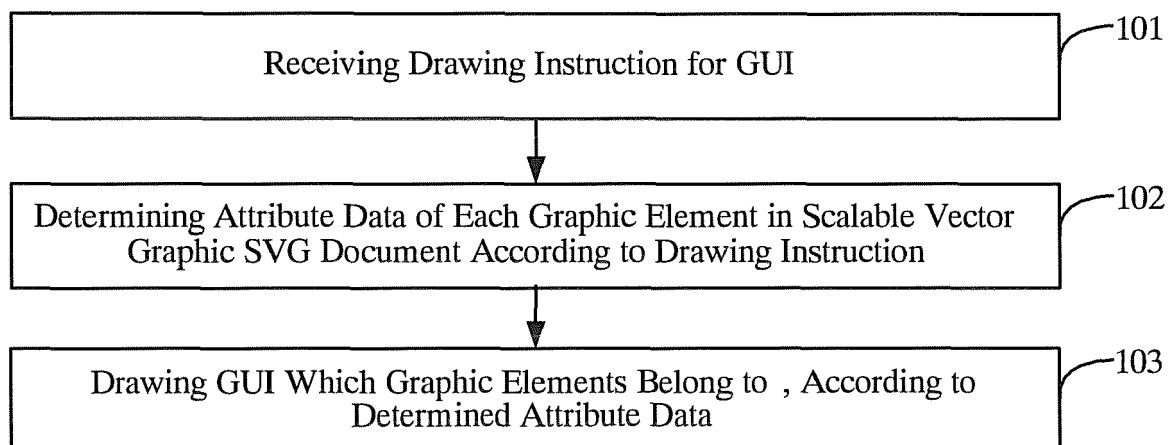 Receiving Drawing Instruction for GUI
101
Determining Attribute Data of Each Graphic Element in Scalable Vector
Graphic SVG Document According to Drawing Instruction
102
Drawing GUI Which Graphic Elements Belong to , According to
Determined Attribute Data
103